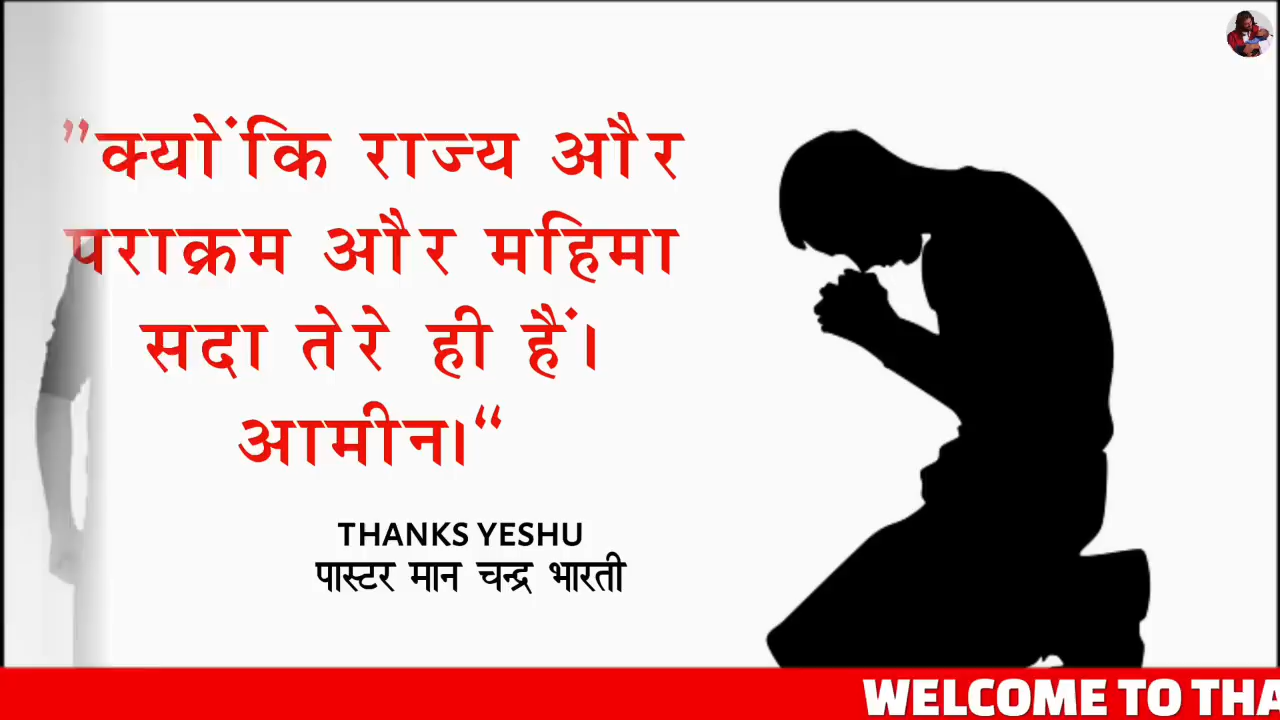 "क्योंकि राज्य और
पराक्रम और महिमा
सदा तेरे ही हैं।
आमीन।“
THANKS YESHU
पास्टर मान चन्द्र भारती
WELCOME TO THA